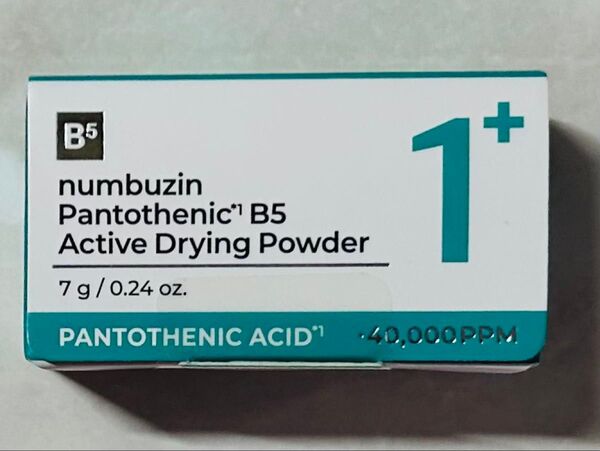 B5
numbuzin
Pantothenic*1 B5
Active Drying Powder
7 g / 0.24 oz.
1+
PANTOTHENIC ACID*1 -40,000PPM